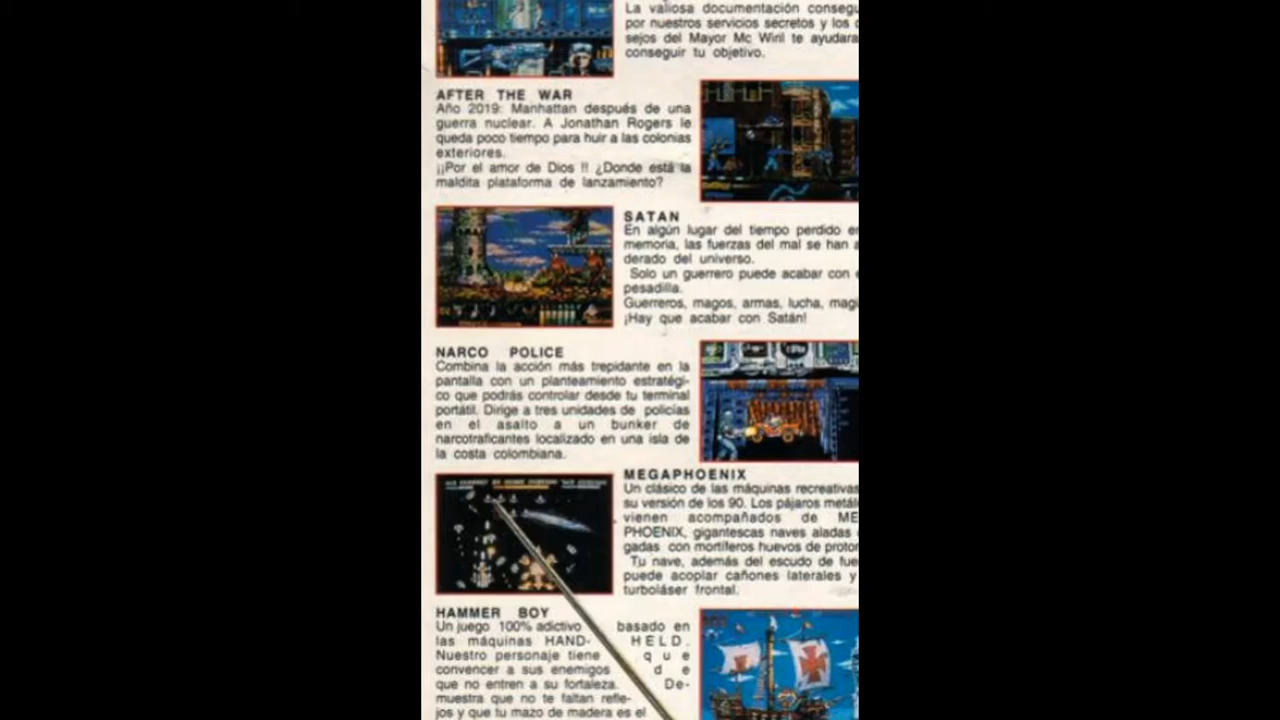 La valiosa documentación consegu
por nuestros servicios secretos y los
sejos del Mayor Mc Wiril te ayudara
conseguir tu objetivo.
AFTER THE WAR
Año 2019: Manhattan después de una
guerra nuclear. A Jonathan Rogers le
queda poco tiempo para huir a las colonias
exteriores.
¡¡Por el amor de Dios !! ¿Donde está la
maldita plataforma de lanzamiento?
SATAN
En algún lugar del tiempo perdido e
memoria, las fuerzas del mal se han a
derado del universo.
Solo un guerrero puede acabar con
pesadilla.
Guerreros, magos, armas, lucha, magi
¡Hay que acabar con Satán!
NARCO POLICE
Combina la acción más trepidante en la
pantalla con un planteamiento estratégi-
co que podrás controlar desde tu terminal
portátil. Dirige a tres unidades de policías
en el asalto a un bunker de
narcotraficantes localizado en una isla de
la costa colombiana.
MEGAPHOENIX
Un clásico de las máquinas recreativas
su versión de los 90. Los pájaros metál
vienen acompañados de ME
PHOENIX, gigantescas naves aladas
gadas con mortíferos huevos de proto
Tu nave, además del escudo de fue
puede acoplar cañones laterales y
turboláser frontal.
HAMMER BOY
Un juego 100% adictivo basado en
las máquinas HAND- HELD.
Nuestro personaje tiene que
convencer a sus enemigos de
que no entren a su fortaleza. De-
muestra que no te faltan refle-
jos y que tu mazo de madera es el